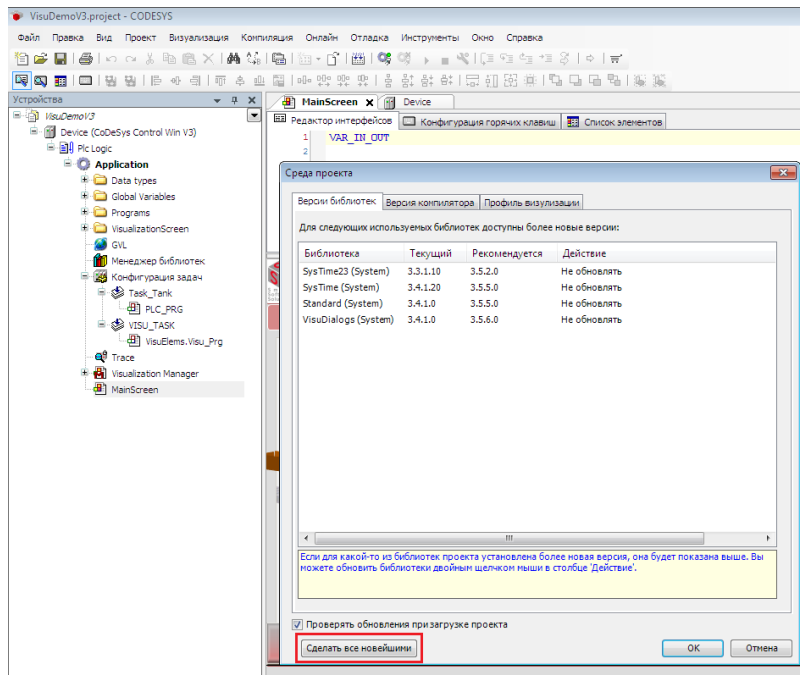 VisuDemoV3.project - CODESYS
Файл Правка Вид Проект Визуализация Компиляция Онлайн Отладка Инструменты Окно Справка
Устройства
VisuDemoV3
Device (CoDeSys Control Win V3)
Plc Logic
Application
Data types
Global Variables
Programs
VisualizationScreen
GVL
Менеджер библиотек
Конфигурация задач
Task_Tank
PLC_PRG
VISU_TASK
VisuElems.Visu_Prg
Trace
Visualization Manager
MainScreen
MainScreen Device
Редактор интерфейсов Конфигурация горячих клавиш Список элементов
1 VAR_IN_OUT
2
Среда проекта
Версии библиотек Версия компилятора Профиль визулизации
Для следующих используемых библиотек доступны более новые версии:
Библиотека Текущий Рекомендуется Действие
SysTime23 (System) 3.3.1.10 3.5.2.0 Не обновлять
SysTime (System) 3.4.1.20 3.5.5.0 Не обновлять
Standard (System) 3.4.1.0 3.5.5.0 Не обновлять
VisuDialogs (System) 3.4.1.0 3.5.6.0 Не обновлять
Если для какой-то из библиотек проекта установлена более новая версия, она будет показана выше. Вы
можете обновить библиотеки двойным щелчком мыши в столбце 'Действие'.
Проверять обновления при загрузке проекта
Сделать все новейшими OK Отмена